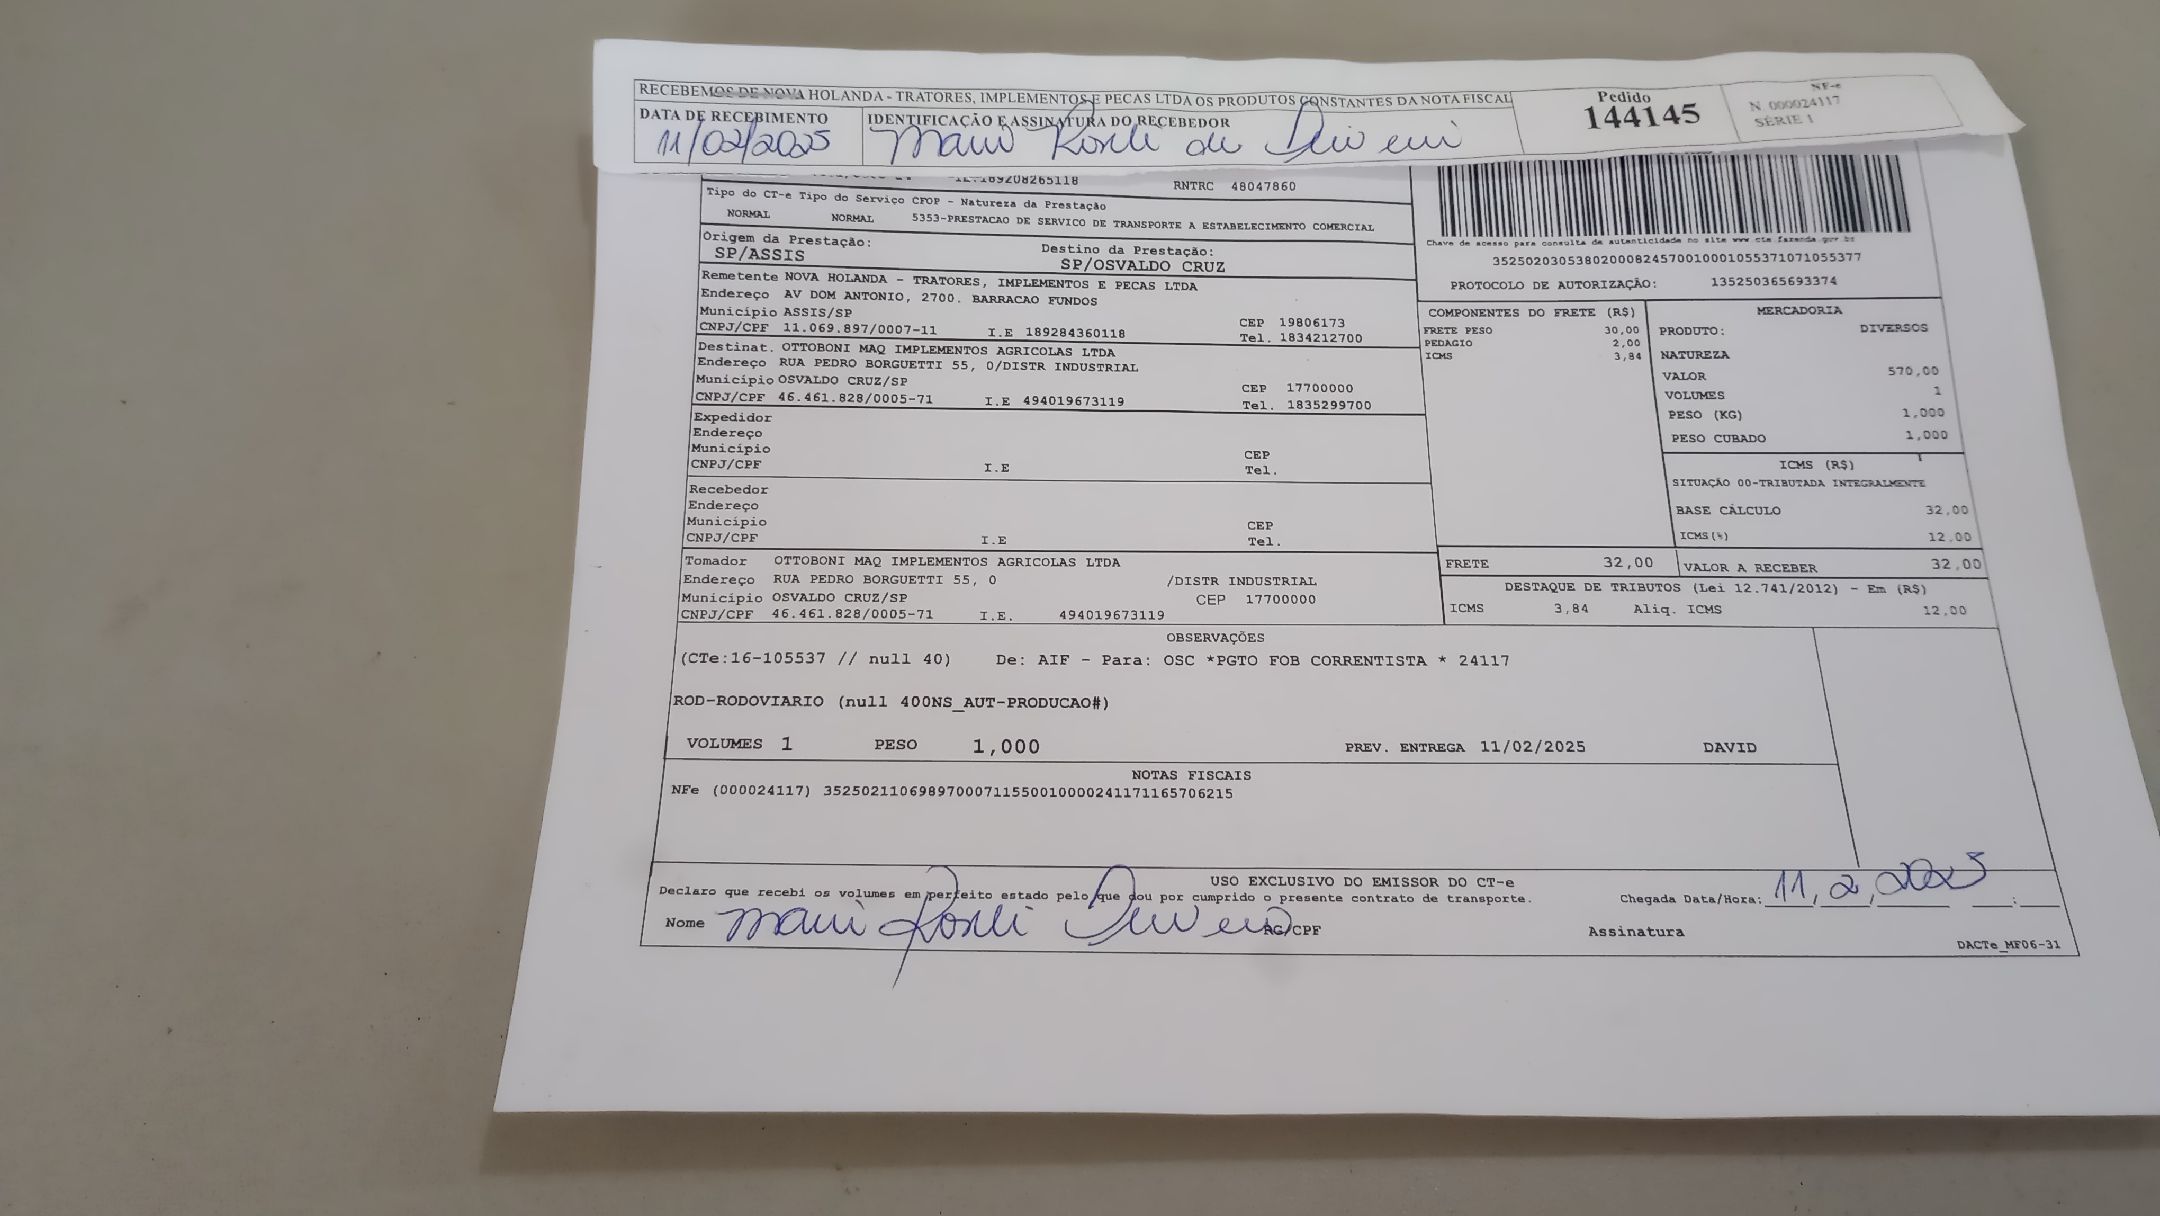 RECEBEMOS DE NOVA HOLANDA - TRATORES, IMPLEMENTOS E PECAS LTDA OS PRODUTOS CONSTANTES DA NOTA FISCAL
Pedido
144145
NF-e
N 000024117
SÉRIE 1
DATA DE RECEBIMENTO
11/02/2025
IDENTIFICAÇÃO E ASSINATURA DO RECEBEDOR
RNTRC 48047860
Tipo do CT-e Tipo do Serviço CFOP - Natureza da Prestação
NORMAL NORMAL 5353-PRESTACAO DE SERVICO DE TRANSPORTE A ESTABELECIMENTO COMERCIAL
Origem da Prestação: Destino da Prestação:
SP/ASSIS SP/OSVALDO CRUZ
Remetente NOVA HOLANDA - TRATORES, IMPLEMENTOS E PECAS LTDA
Endereço AV DOM ANTONIO, 2700. BARRACAO FUNDOS
Município ASSIS/SP CEP 19806173
CNPJ/CPF 11.069.897/0007-11 I.E 189284360118 Tel. 1834212700
Destinat. OTTOBONI MAQ IMPLEMENTOS AGRICOLAS LTDA
Endereço RUA PEDRO BORGUETTI 55, 0/DISTR INDUSTRIAL
Município OSVALDO CRUZ/SP CEP 17700000
CNPJ/CPF 46.461.828/0005-71 I.E 494019673119 Tel. 1835299700
Expedidor
Endereço
Município CEP
CNPJ/CPF I.E Tel.
Recebedor
Endereço
Município CEP
CNPJ/CPF I.E Tel.
Tomador OTTOBONI MAQ IMPLEMENTOS AGRICOLAS LTDA
Endereço RUA PEDRO BORGUETTI 55, 0 /DISTR INDUSTRIAL
Município OSVALDO CRUZ/SP CEP 17700000
CNPJ/CPF 46.461.828/0005-71 I.E. 494019673119
Chave de acesso para consulta de autenticidade no site www cte.fazenda.gov.br
35250203053802000824570010001055371071055377
PROTOCOLO DE AUTORIZAÇÃO: 135250365693374
COMPONENTES DO FRETE (R$)
FRETE PESO 30,00
PEDAGIO 2,00
ICMS 3,84
MERCADORIA
PRODUTO: DIVERSOS
NATUREZA
VALOR 570,00
VOLUMES 1
PESO (KG) 1,000
PESO CUBADO 1,000
ICMS (R$)
SITUAÇÃO 00-TRIBUTADA INTEGRALMENTE
BASE CÁLCULO 32,00
ICMS(%) 12,00
FRETE 32,00 VALOR A RECEBER 32,00
DESTAQUE DE TRIBUTOS (Lei 12.741/2012) - Em (R$)
ICMS 3,84 Aliq. ICMS 12,00
OBSERVAÇÕES
(CTe:16-105537 // null 40) De: AIF - Para: OSC *PGTO FOB CORRENTISTA * 24117
ROD-RODOVIARIO (null 400NS_AUT-PRODUCAO#)
VOLUMES 1 PESO 1,000 PREV. ENTREGA 11/02/2025 DAVID
NOTAS FISCAIS
NFe (000024117) 35250211069897000711550010000241171165706215
USO EXCLUSIVO DO EMISSOR DO CT-e
Declaro que recebi os volumes em perfeito estado pelo que dou por cumprido o presente contrato de transporte.
Chegada Data/Hora: 11, 2, 2025 :
Nome RG/CPF Assinatura
DACTe_MF06-31